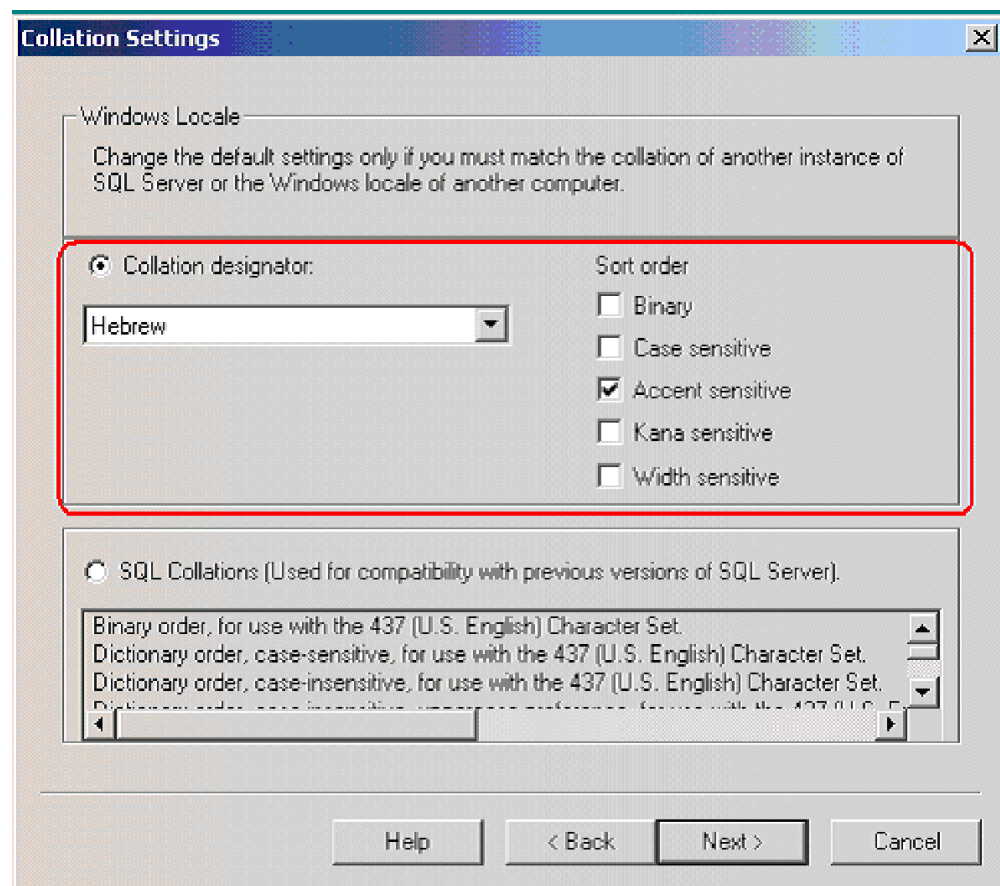 Collation Settings
Windows Locale
Change the default settings only if you must match the collation of another instance of
SQL Server or the Windows locale of another computer.
Collation designator:
Hebrew
Sort order
Binary
Case sensitive
Accent sensitive
Kana sensitive
Width sensitive
SQL Collations (Used for compatibility with previous versions of SQL Server).
Binary order, for use with the 437 (U.S. English) Character Set.
Dictionary order, case-sensitive, for use with the 437 (U.S. English) Character Set.
Dictionary order, case-insensitive, for use with the 437 (U.S. English) Character Set.
Help
< Back
Next >
Cancel